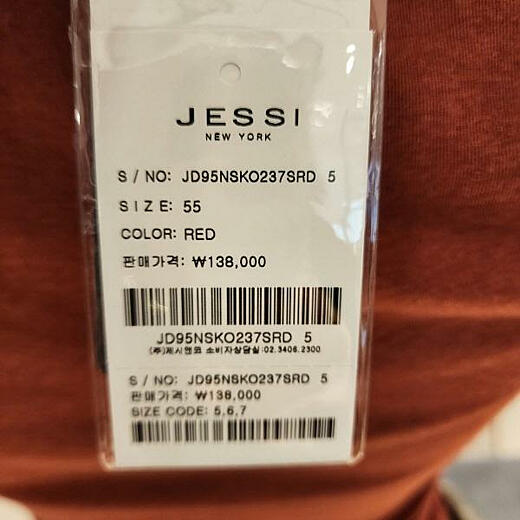 JESSI
NEW YORK
S / NO: JD95NSKO237SRD 5
SIZE: 55
COLOR: RED
판매가격: ₩138,000
JD95NSKO237SRD 5
(주)제시앤코 소비자상담실:02.3406.2300
S / NO: JD95NSKO237SRD 5
판매가격: ₩138,000
SIZE CODE: 5,6,7